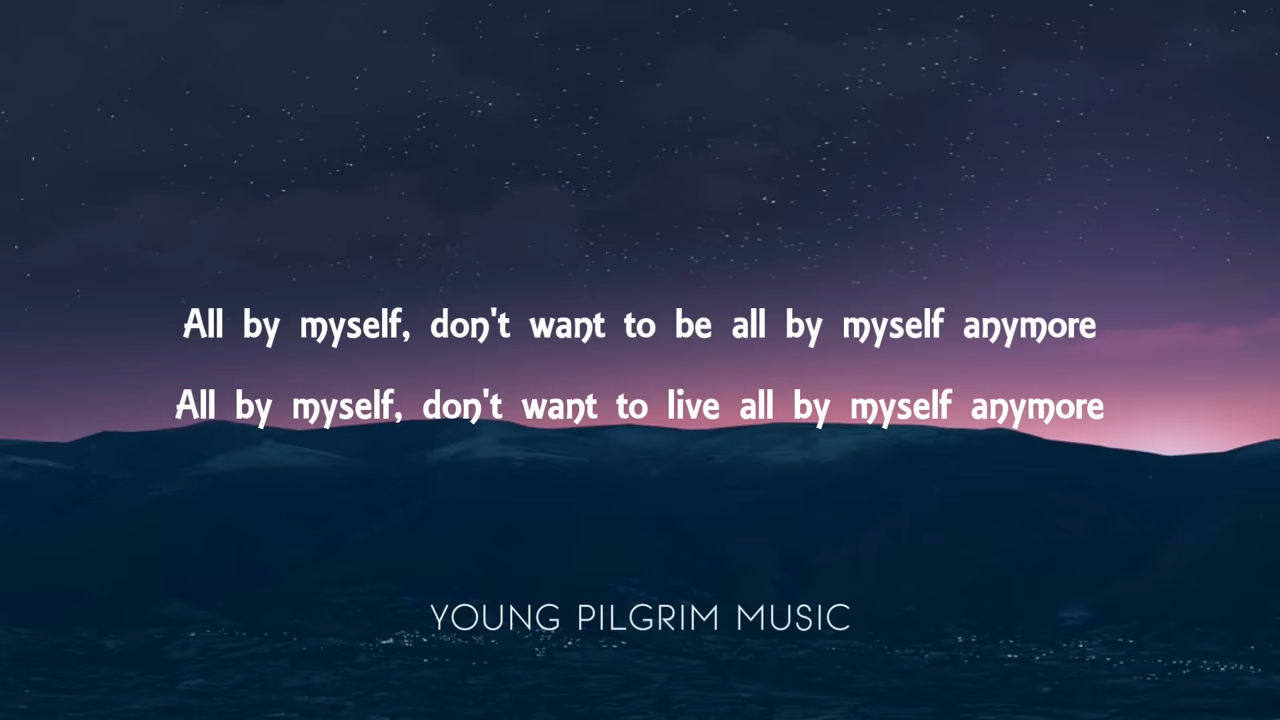 All by myself, don't want to be all by myself anymore
All by myself, don't want to live all by myself anymore
YOUNG PILGRIM MUSIC